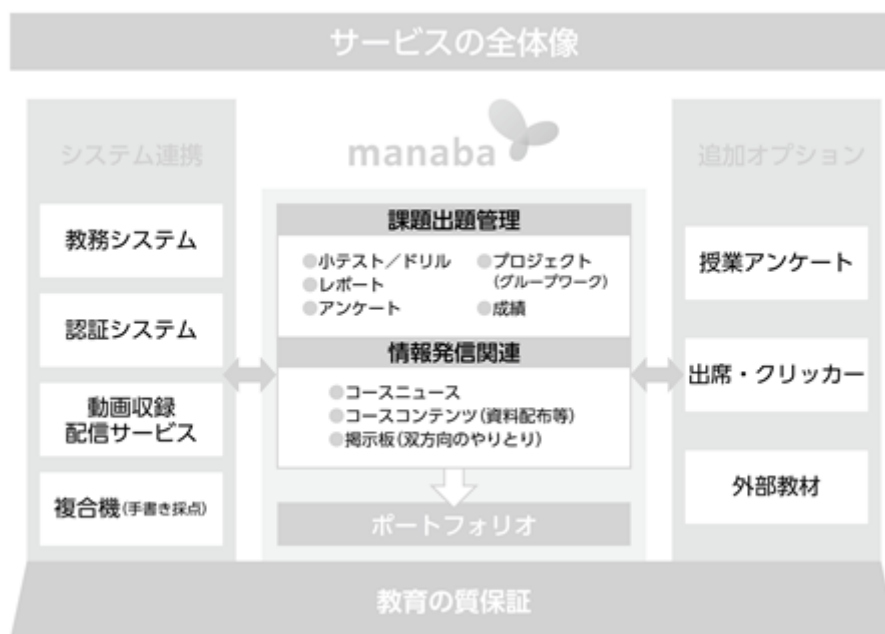 サービスの全体像
システム連携
教務システム
認証システム
動画収録
配信サービス
複合機(手書き採点)
manaba
課題出題管理
小テスト/ドリル
レポート
アンケート
プロジェクト
(グループワーク)
成績
情報発信関連
コースニュース
コースコンテンツ(資料配布等)
掲示板(双方向のやりとり)
ポートフォリオ
追加オプション
授業アンケート
出席・クリッカー
外部教材
教育の質保証